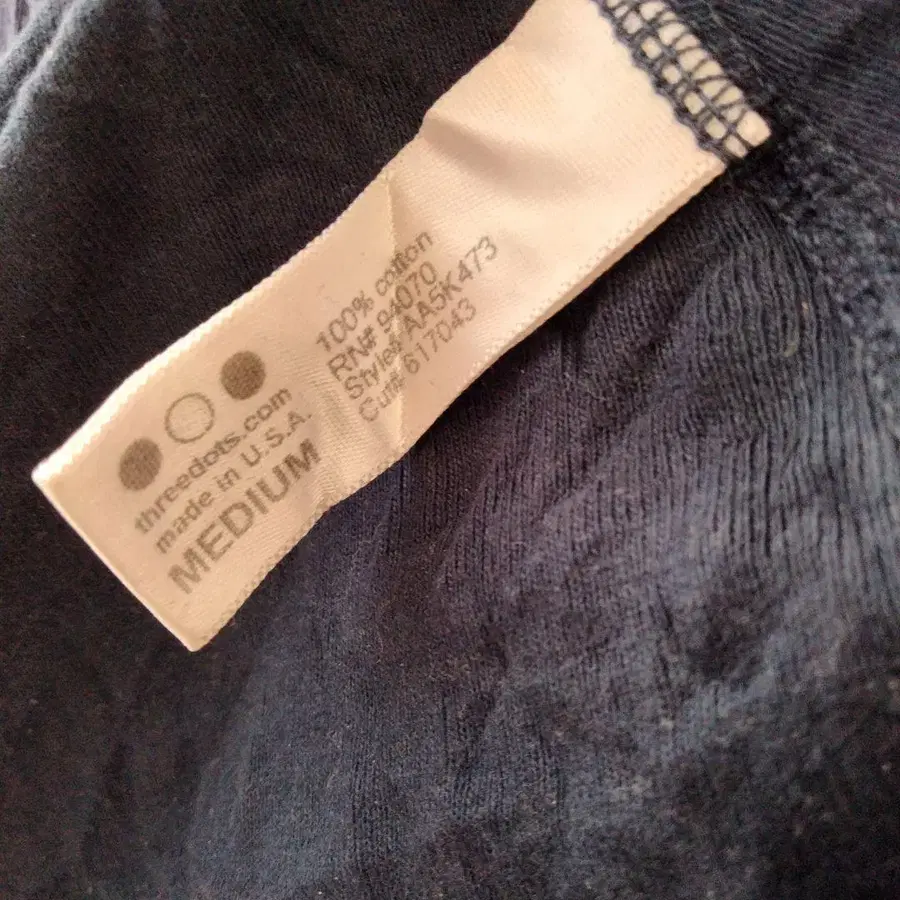 threedots.com
made in U.S.A.
MEDIUM
100% cotton
RN# 94070
Style# AA5K473
Cut# 617043